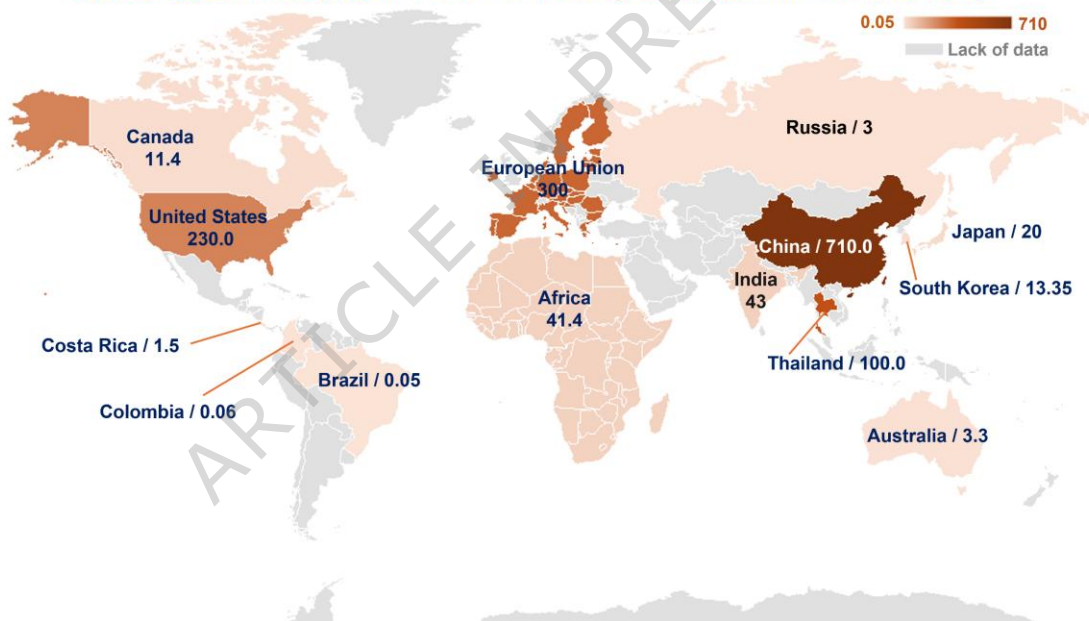 0.05 710
Lack of data
Canada
11.4
Russia / 3
European Union
300
United States
230.0
China / 710.0
Japan / 20
India
43
South Korea / 13.35
Africa
41.4
Costa Rica / 1.5
Thailand / 100.0
Brazil / 0.05
Colombia / 0.06
Australia / 3.3
ARTICLE IN PRE